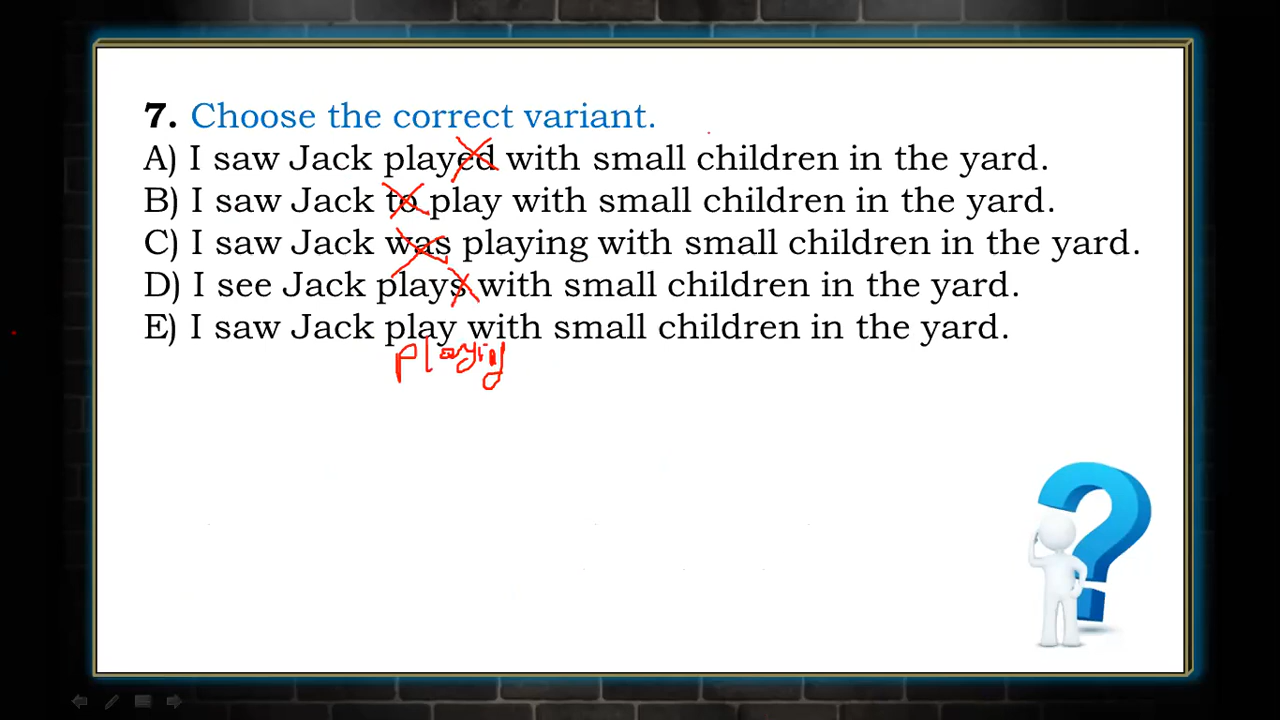 7. Choose the correct variant.
A) I saw Jack played with small children in the yard.
B) I saw Jack to play with small children in the yard.
C) I saw Jack was playing with small children in the yard.
D) I see Jack plays with small children in the yard.
E) I saw Jack play with small children in the yard.
playing